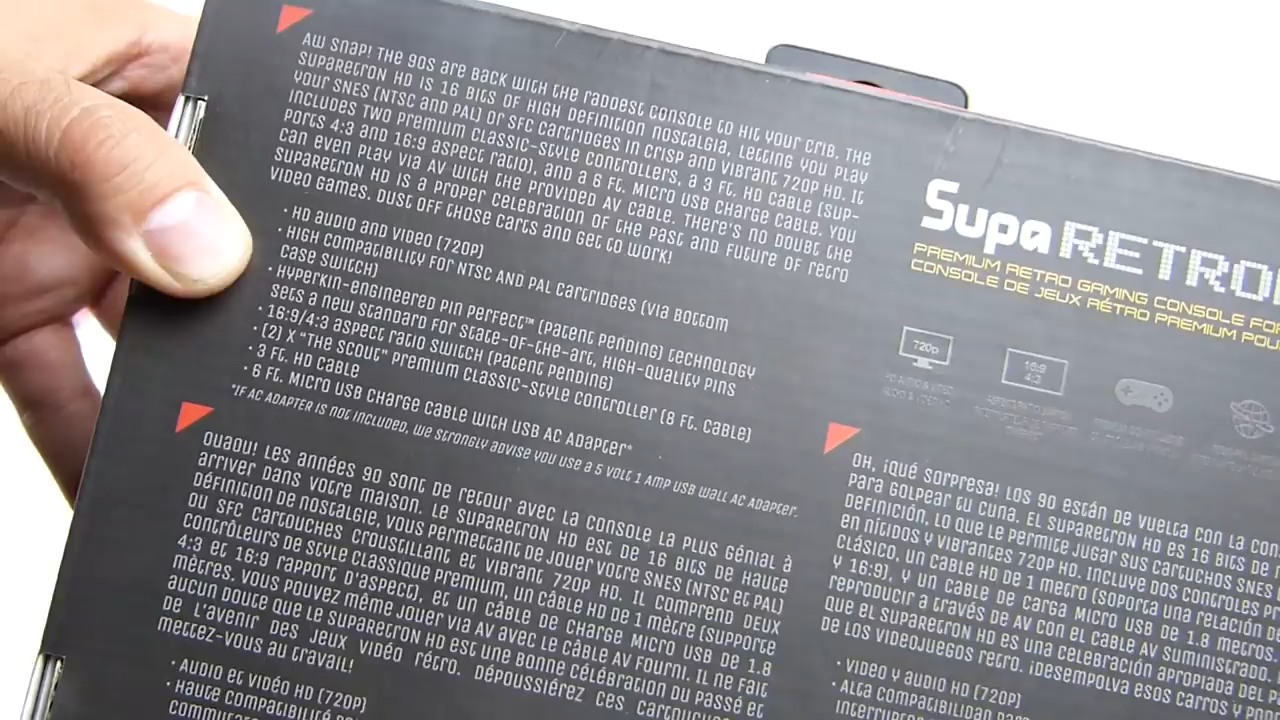 Aw snap! The 90s are back with the raddest console to hit your crib. The
SupaRetron HD is 16 bits of high definition nostalgia, letting you play
your SNES (NTSC and PAL) or SFC cartridges in crisp and vibrant 720p HD. It
includes two premium classic-style controllers, a 3 ft. HD cable (sup-
ports 4:3 and 16:9 aspect ratio), and a 6 ft. Micro USB charge cable. You
can even play via AV with the provided AV cable. There's no doubt the
SupaRetron HD is a proper celebration of the past and future of retro
video games. Dust off those carts and get to work!
• HD audio and video (720p)
• High compatibility for NTSC and PAL cartridges (via bottom
case switch)
• Hyperkin-engineered Pin Perfect™ (patent pending) technology
sets a new standard for state-of-the-art, high-quality pins
• 16:9/4:3 aspect ratio switch (patent pending)
• (2) x "The Scout" premium classic-style controller (8 ft. cable)
• 3 ft. HD cable
• 6 ft. Micro USB charge cable with USB AC adapter*
*If AC adapter is not included, we strongly advise you use a 5 volt 1 amp USB wall AC adapter.
Ouaou! Les années 90 sont de retour avec la console la plus génial à
arriver dans votre maison. Le SupaRetron HD est de 16 bits de haute
définition de nostalgie, vous permettant de jouer votre SNES (NTSC et PAL)
ou SFC cartouches croustillant et vibrant 720p HD. Il comprend deux
contrôleurs de style classique premium, un câble HD de 1 mètre (supporte
4:3 et 16:9 rapport d'aspect), et un câble de charge Micro USB de 1.8
mètres. Vous pouvez même jouer via AV avec le câble AV fourni. Il ne fait
aucun doute que le SupaRetron HD est une bonne célébration du passé et
de l'avenir des jeux vidéo rétro. Dépoussiérez ces cartouches et
mettez-vous au travail!
• Audio et vidéo HD (720p)
• Haute compatibilité
Supa RETRO
PREMIUM RETRO GAMING CONSOLE FOR
CONSOLE DE JEUX RÉTRO PREMIUM POUR
720p
16:9
4:3
Oh, ¡qué sorpresa! Los 90 están de vuelta con la
para golpear tu cuna. El SupaRetron HD es 16 bits de
definición, lo que le permite jugar sus cartuchos SNES
en nítidos y vibrantes 720p HD. Incluye dos controles
clásico, un cable HD de 1 metro (soporta una relación
y 16:9), y un cable de carga Micro USB de 1.8 metros.
reproducir a través de AV con el cable AV suministrado.
que el SupaRetron HD es una celebración apropiada del
de los videojuegos retro. ¡Desempolva esos carros y
• Video y audio HD (720p)
• Alta compatibilidad